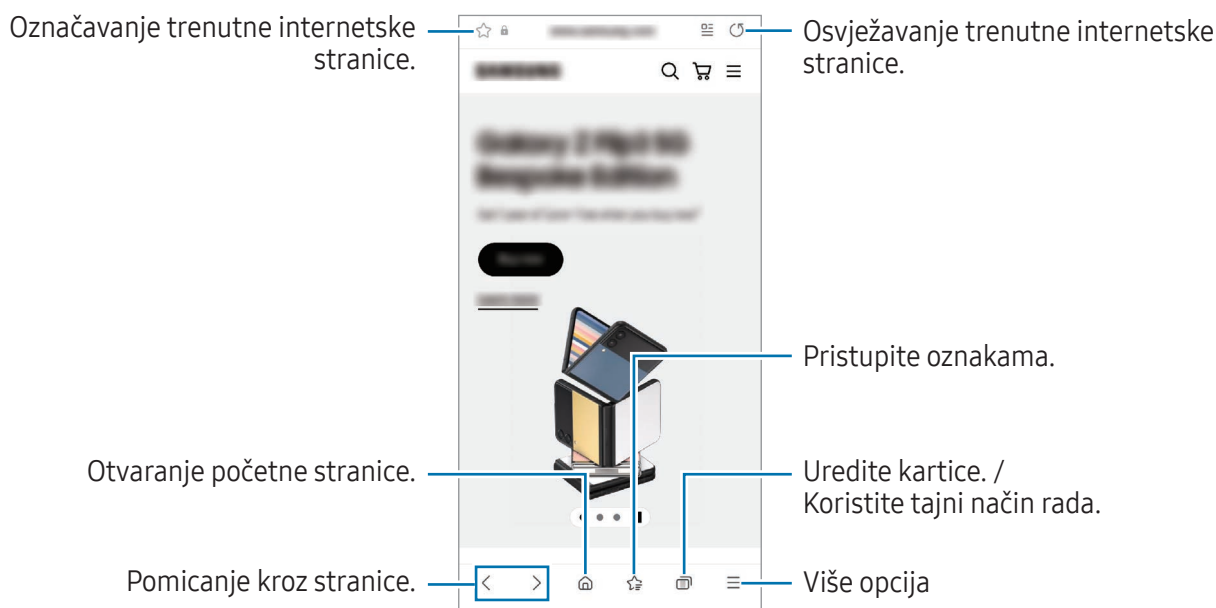 Označavanje trenutne internetske
stranice.
Osvježavanje trenutne internetske
stranice.
SAMSUNG
Pristupite oznakama.
Otvaranje početne stranice.
Uredite kartice. /
Koristite tajni način rada.
Pomicanje kroz stranice.
Više opcija